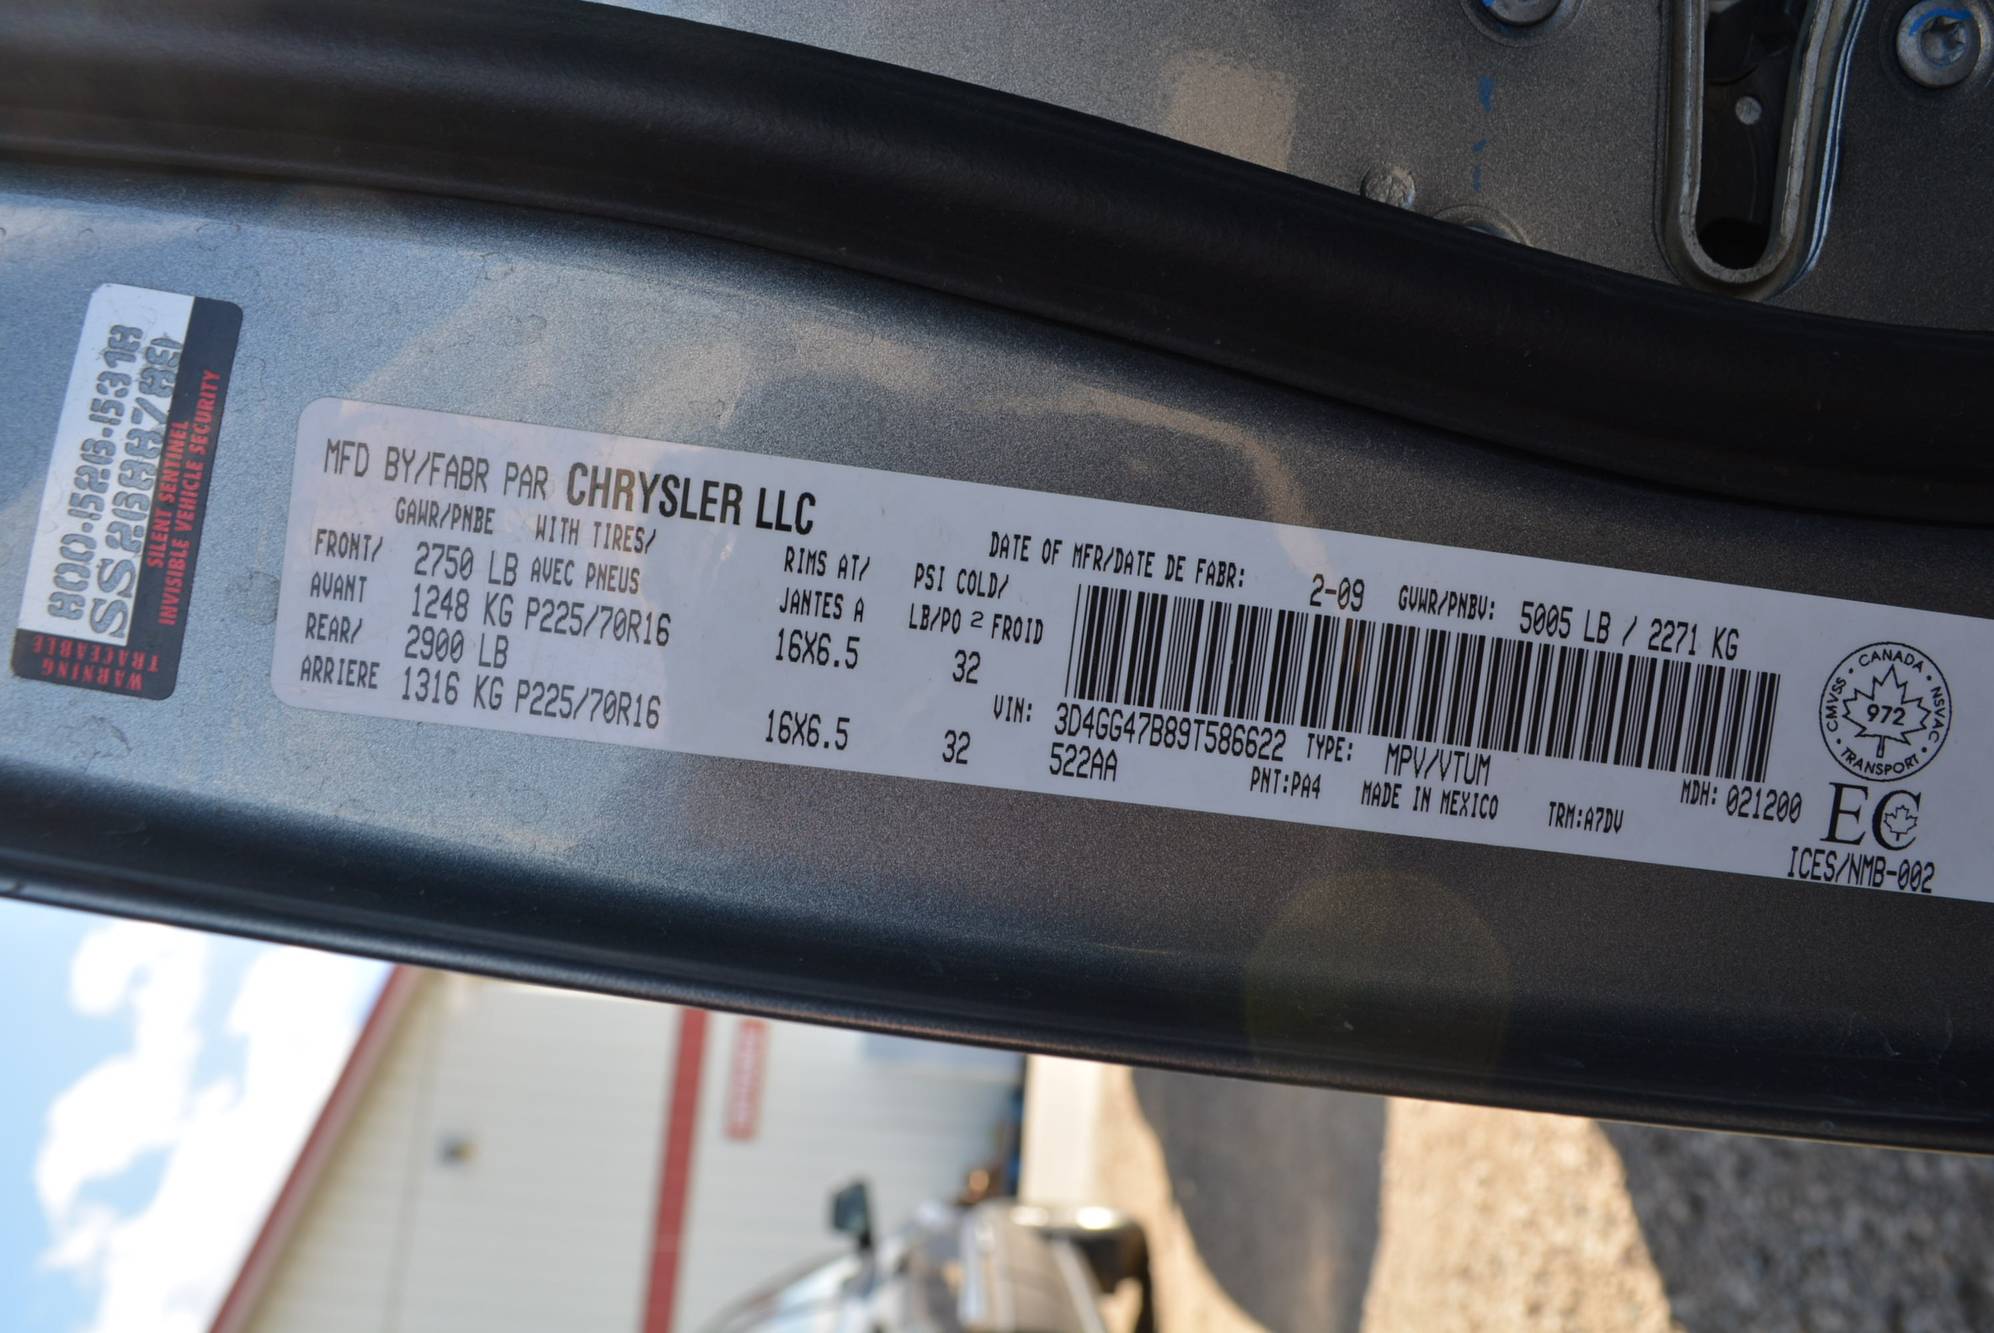 MFD BY/FABR PAR CHRYSLER LLC
DATE OF MFR/DATE DE FABR: 2-09 GVWR/PNBV: 5005 LB / 2271 KG
GAWR/PNBE WITH TIRES/ RIMS AT/ PSI COLD/
FRONT/ 2750 LB AVEC PNEUS JANTES A LB/PO 2 FROID
AVANT 1248 KG P225/70R16 16X6.5 32
REAR/ 2900 LB
ARRIERE 1316 KG P225/70R16 16X6.5 32
VIN: 3D4GG47B89T586622 TYPE: MPV/VTUM MDH: 021200
522AA PNT:PA4 MADE IN MEXICO TRM:A7DV
CANADA
CMVSS 972 NSVAC
TRANSPORT
EC
ICES/NMB-002
WARNING
TRACEABLE
SILENT SENTINEL
INVISIBLE VEHICLE SECURITY